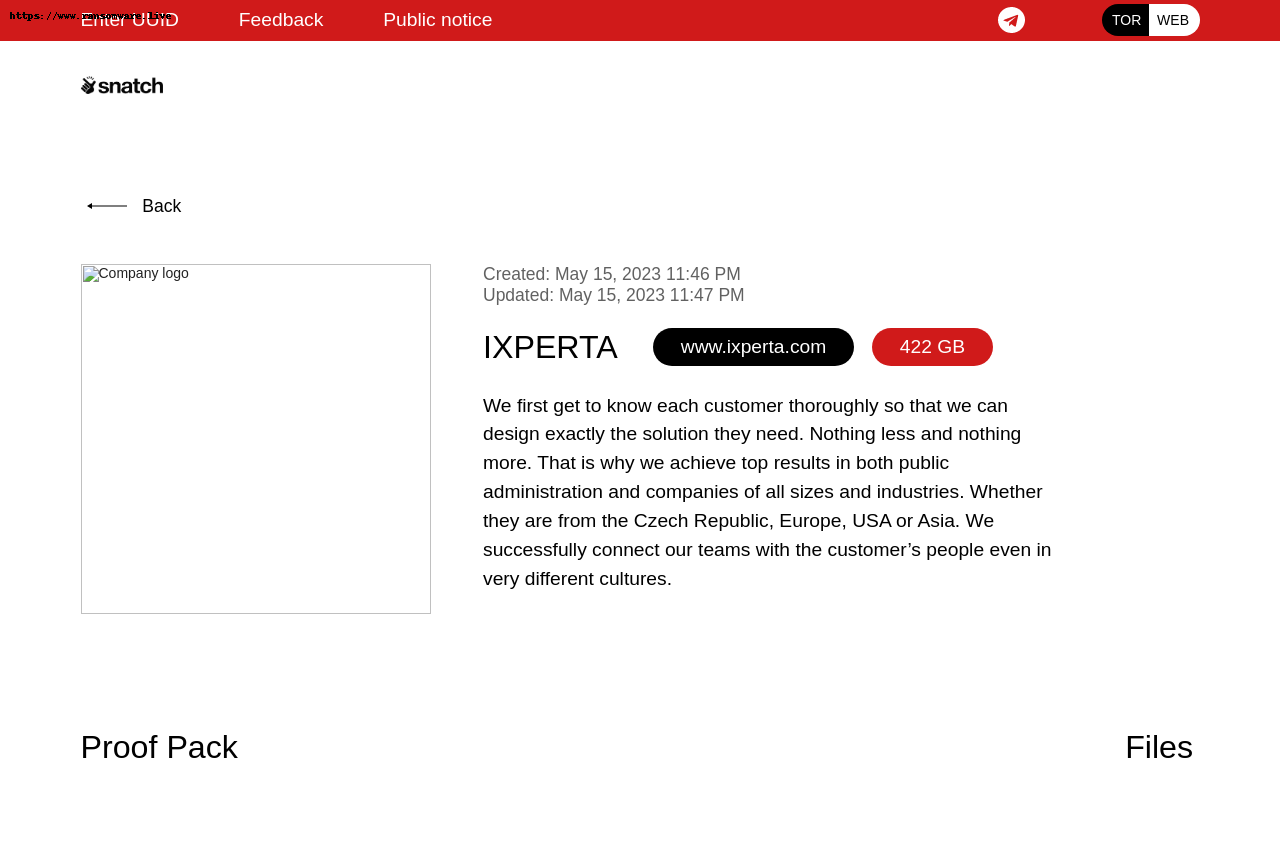 https://www.ransomware.live
Enter UUID
Feedback
Public notice
TOR
WEB
snatch
Back
Company logo
Created: May 15, 2023 11:46 PM
Updated: May 15, 2023 11:47 PM
IXPERTA
www.ixperta.com
422 GB
We first get to know each customer thoroughly so that we can
design exactly the solution they need. Nothing less and nothing
more. That is why we achieve top results in both public
administration and companies of all sizes and industries. Whether
they are from the Czech Republic, Europe, USA or Asia. We
successfully connect our teams with the customer’s people even in
very different cultures.
Proof Pack
Files